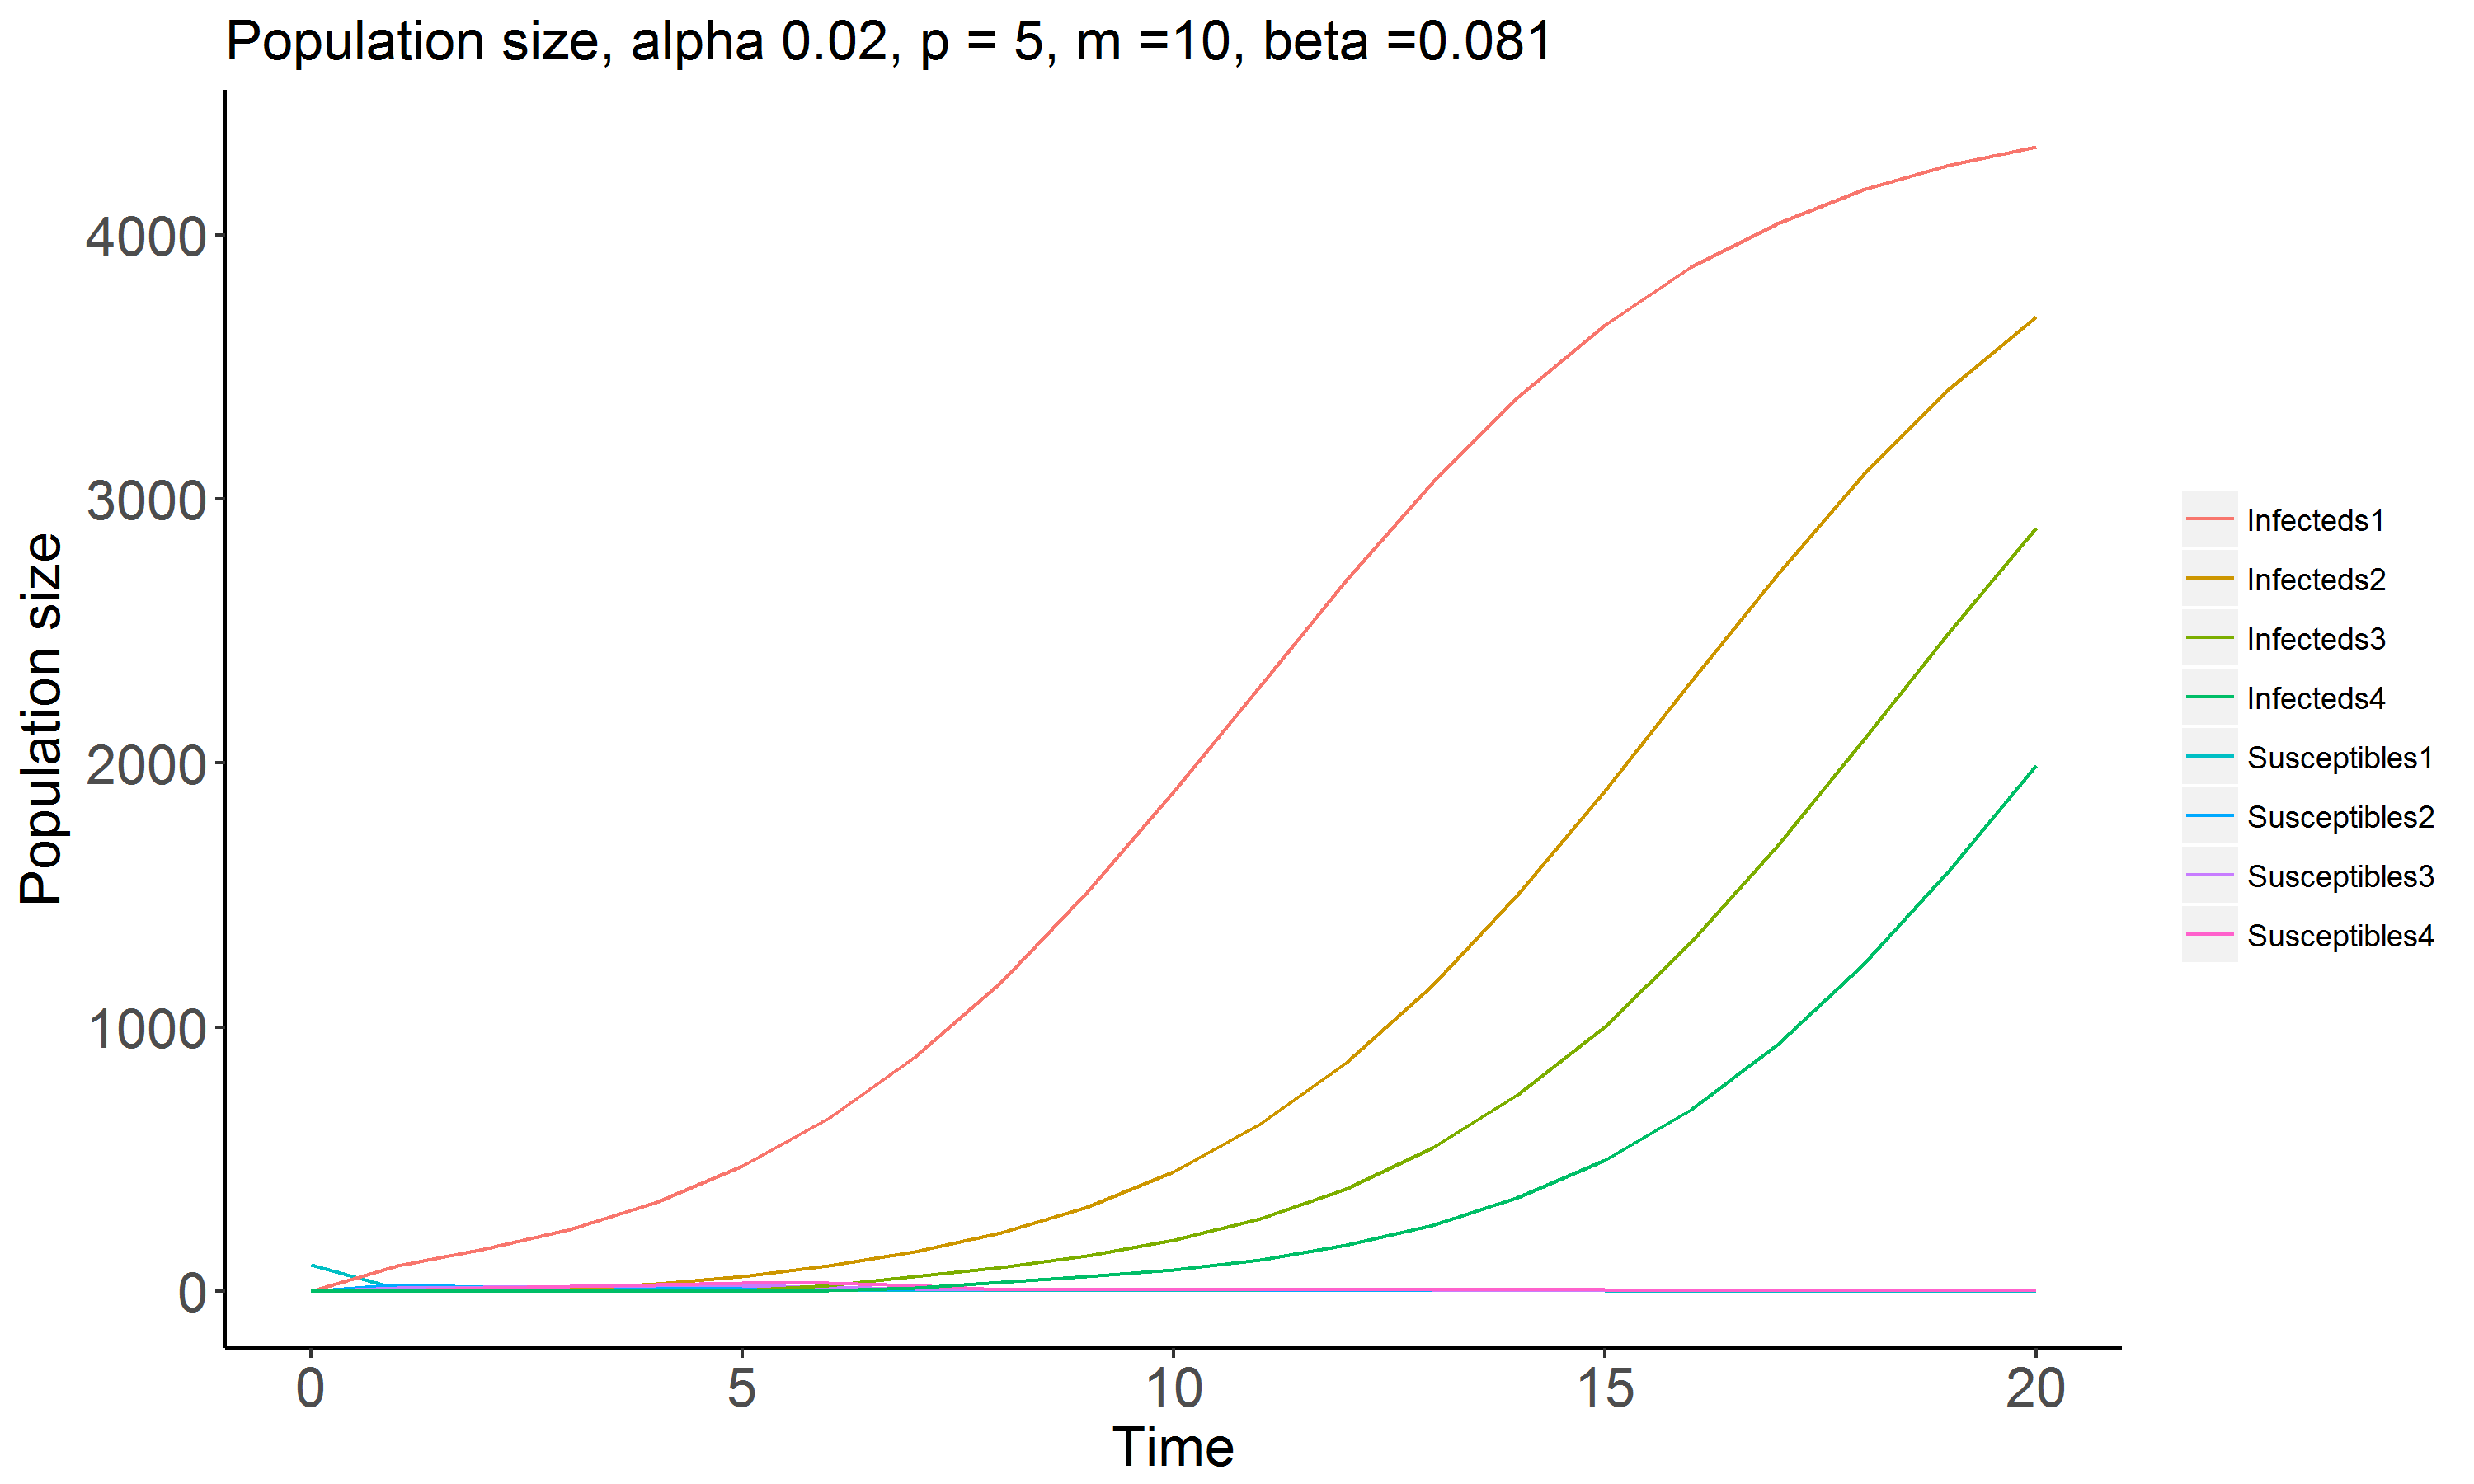 Population size, alpha 0.02, p = 5, m =10, beta =0.081
Population size
4000
3000
2000
1000
0
0
5
10
15
20
Time
Infecteds1
Infecteds2
Infecteds3
Infecteds4
Susceptibles1
Susceptibles2
Susceptibles3
Susceptibles4